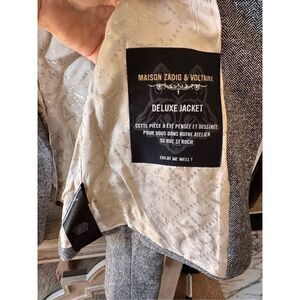 MAISON ZADIG & VOLTAIRE
DELUXE JACKET
CETTE PIÈCE A ÉTÉ PENSÉE ET DESSINÉE
POUR VOUS DANS NOTRE ATELIER
95 RUE ST ROCH
TREAT ME WELL !